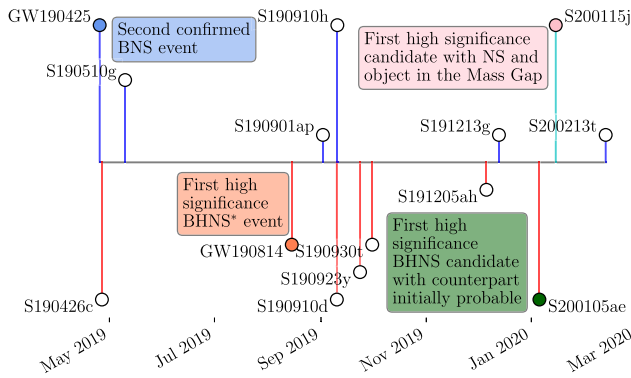 GW190425
Second confirmed
BNS event
S190510g
S190910h
S190901ap
First high significance
candidate with NS and
object in the Mass Gap
S200115j
S191213g
S200213t
First high
significance
BHNS* event
GW190814
S190930t
S190923y
S190426c
S190910d
S191205ah
First high
significance
BHNS candidate
with counterpart
initially probable
S200105ae
May 2019
Jul 2019
Sep 2019
Nov 2019
Jan 2020
Mar 2020